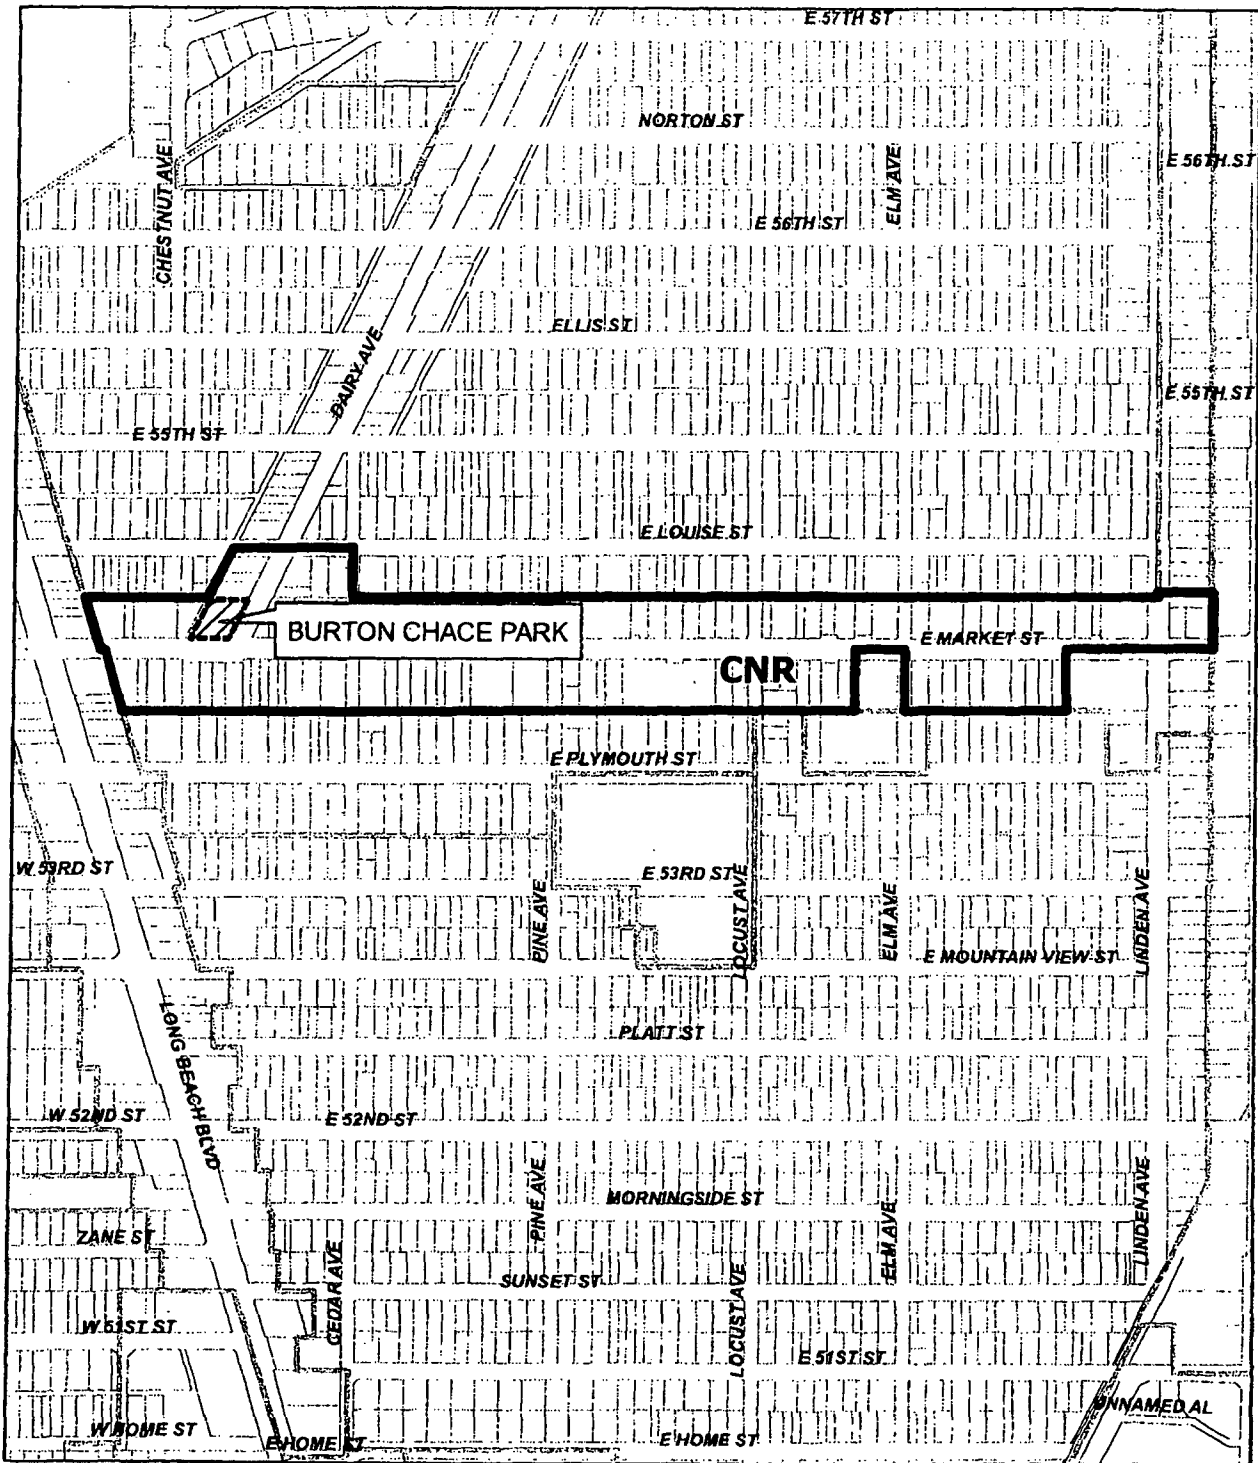 E 57TH ST
NORTON ST
CHESTNUT AVE
ELM AVE
E 56TH ST
E 56TH ST
ELLIS ST
DAIRY AVE
E 55TH ST
E 55TH ST
E LOUISE ST
BURTON CHACE PARK
E MARKET ST
CNR
E PLYMOUTH ST
W 53RD ST
E 53RD ST
PINE AVE
LOCUST AVE
ELM AVE
LINDEN AVE
E MOUNTAIN VIEW ST
LONG BEACH BLVD
PLATT ST
W 52ND ST
E 52ND ST
PINE AVE
MORNINGSIDE ST
ELM AVE
LINDEN AVE
ZANE ST
CEDAR AVE
SUNSET ST
LOCUST AVE
W 51ST ST
E 51ST ST
UNNAMED AL
W HOME ST
E HOME ST
E HOME ST